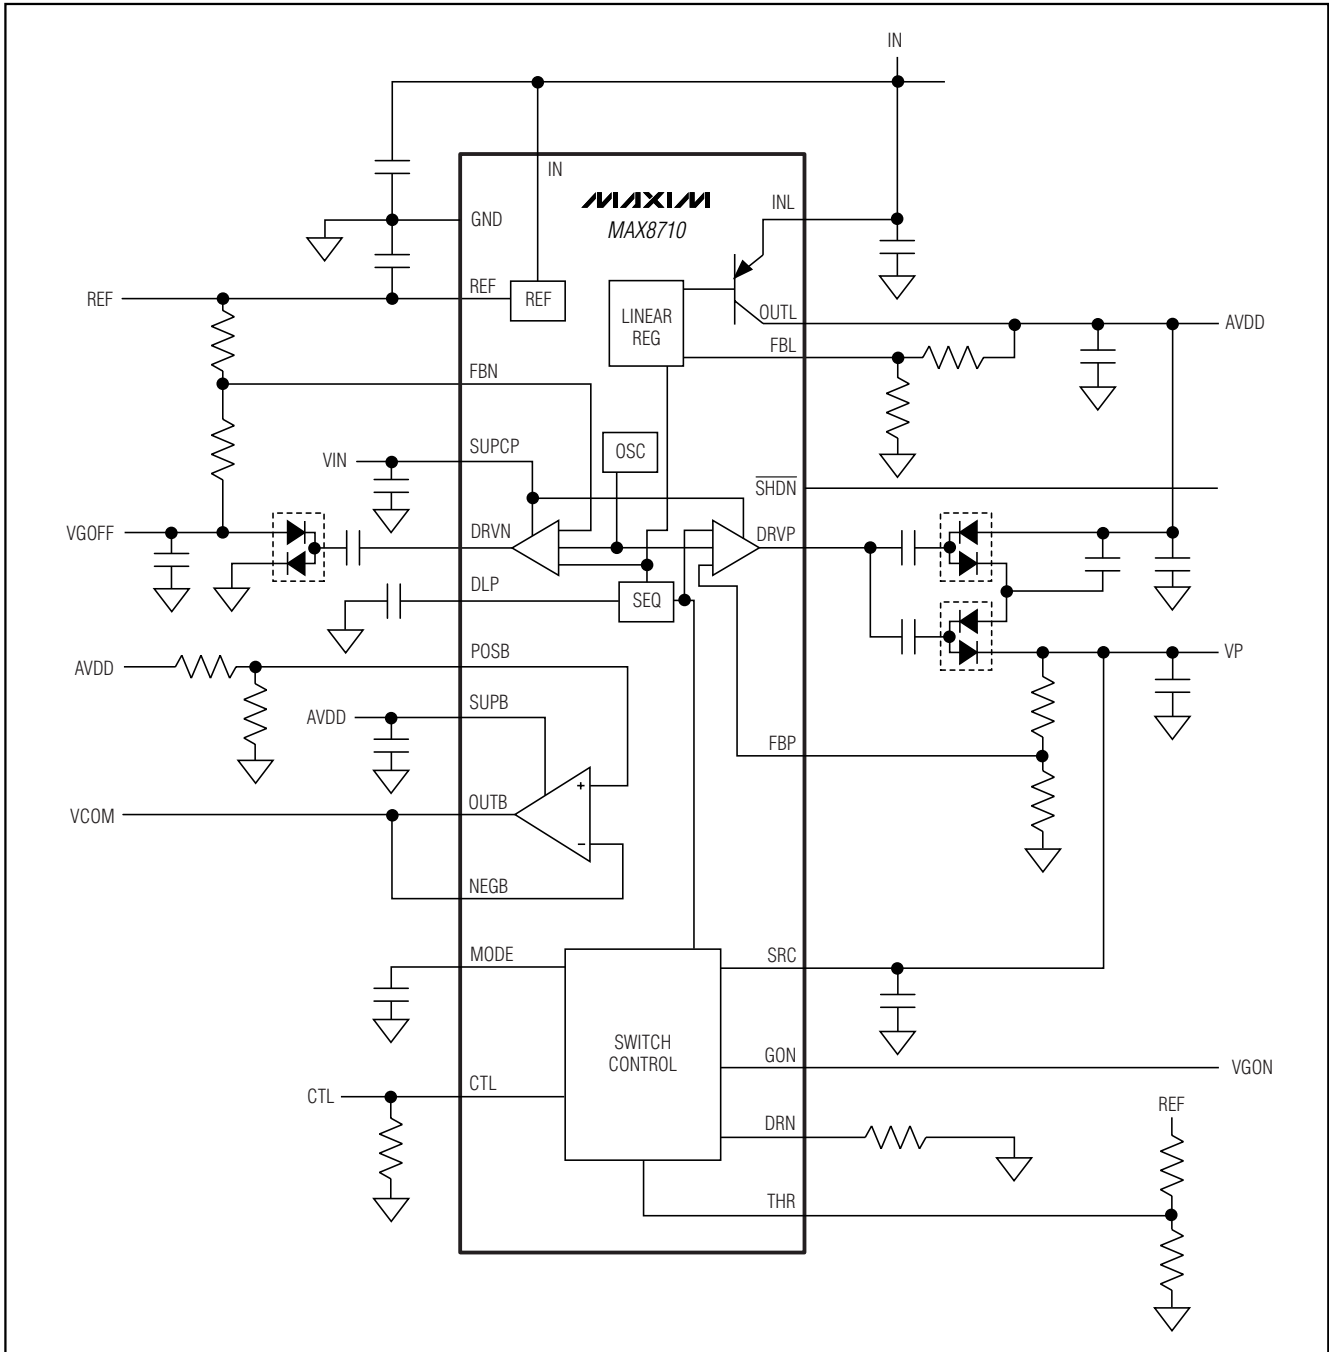 IN
IN
MAXIM
MAX8710
INL
GND
REF
REF
REF
LINEAR
REG
OUTL
AVDD
FBL
FBN
SUPCP
OSC
VIN
SHDN
VGOFF
DRVN
DRVP
DLP
SEQ
POSB
AVDD
VP
SUPB
AVDD
FBP
+
OUTB
VCOM
−
NEGB
MODE
SRC
SWITCH
CONTROL
GON
VGON
CTL
CTL
REF
DRN
THR